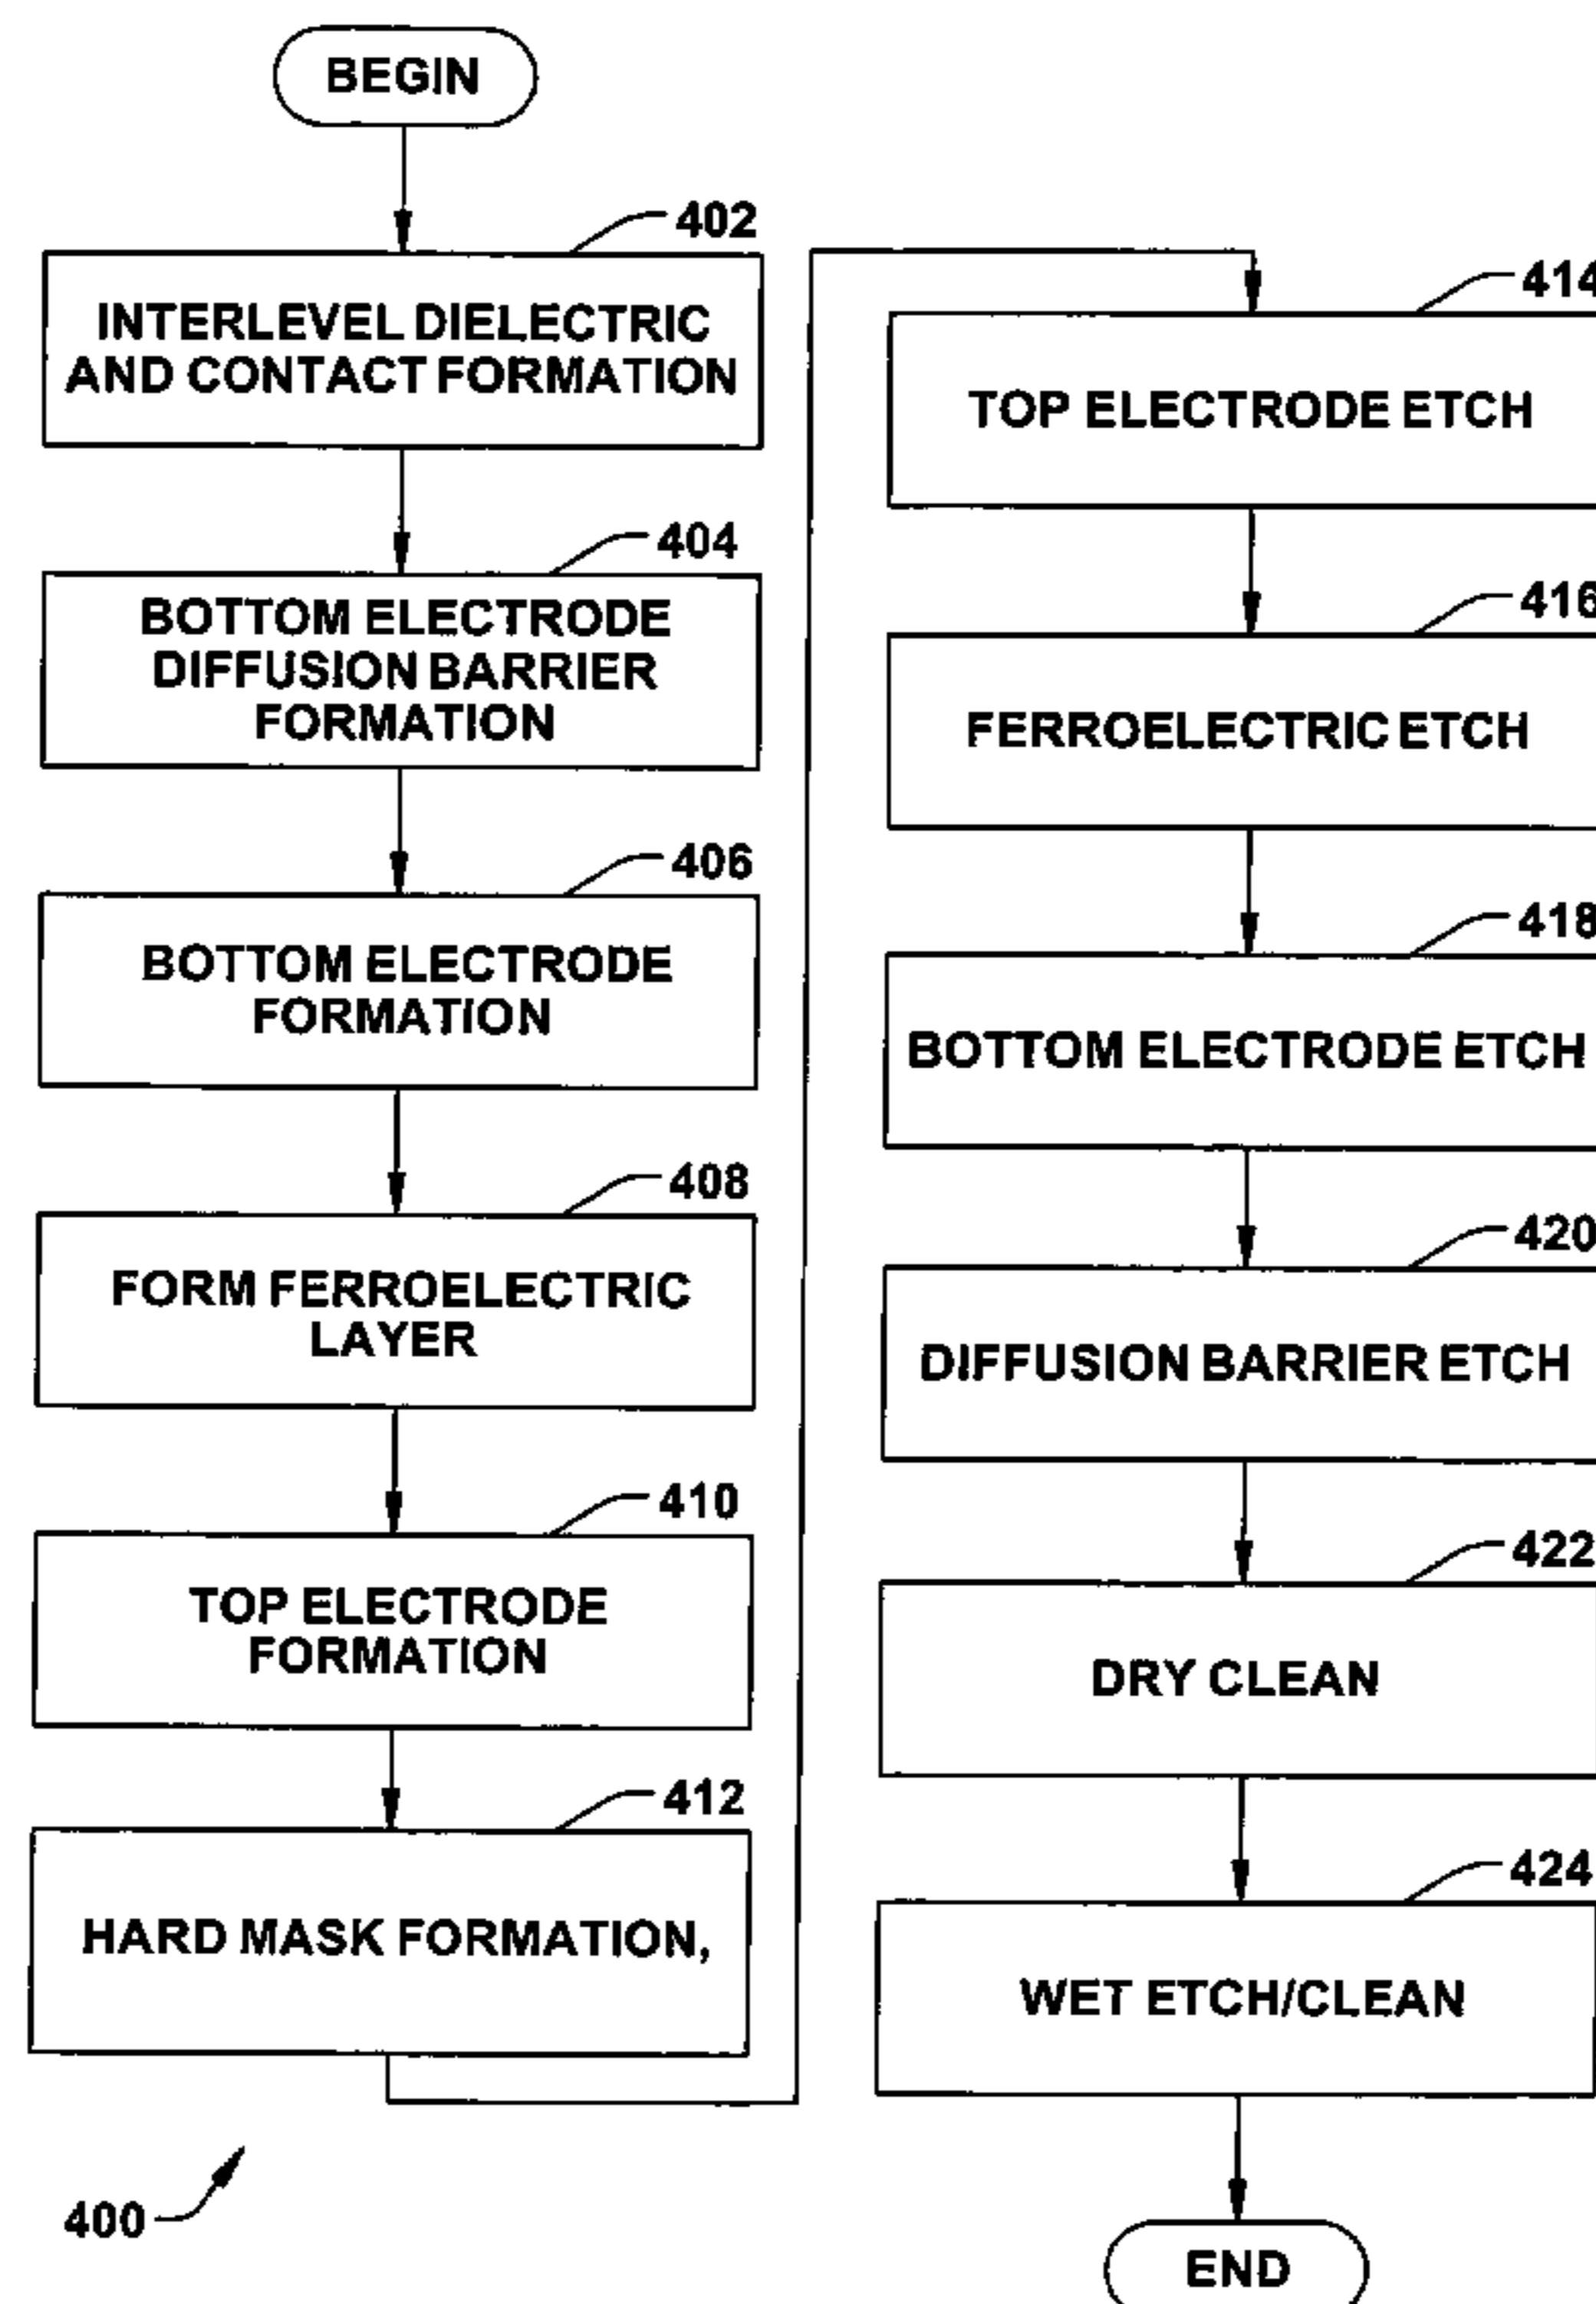 BEGIN
402
INTERLEVEL DIELECTRIC
AND CONTACT FORMATION
404
BOTTOM ELECTRODE
DIFFUSION BARRIER
FORMATION
406
BOTTOM ELECTRODE
FORMATION
408
FORM FERROELECTRIC
LAYER
410
TOP ELECTRODE
FORMATION
412
HARD MASK FORMATION,
400
414
TOP ELECTRODE ETCH
416
FERROELECTRIC ETCH
418
BOTTOM ELECTRODE ETCH
420
DIFFUSION BARRIER ETCH
422
DRY CLEAN
424
WET ETCH/CLEAN
END